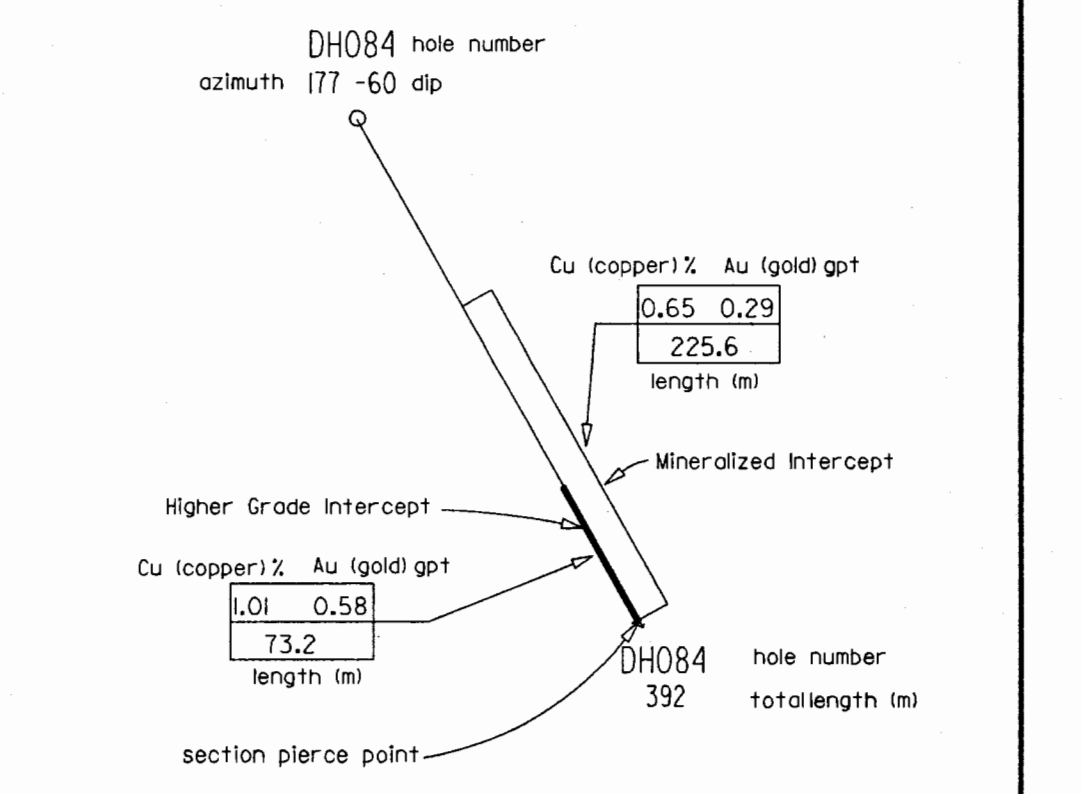 DH084 hole number
azimuth 177 -60 dip
Cu (copper) % Au (gold) gpt
0.65 0.29
225.6
length (m)
Mineralized Intercept
Higher Grade Intercept
Cu (copper) % Au (gold) gpt
1.01 0.58
73.2
length (m)
DH084 hole number
392 total length (m)
section pierce point